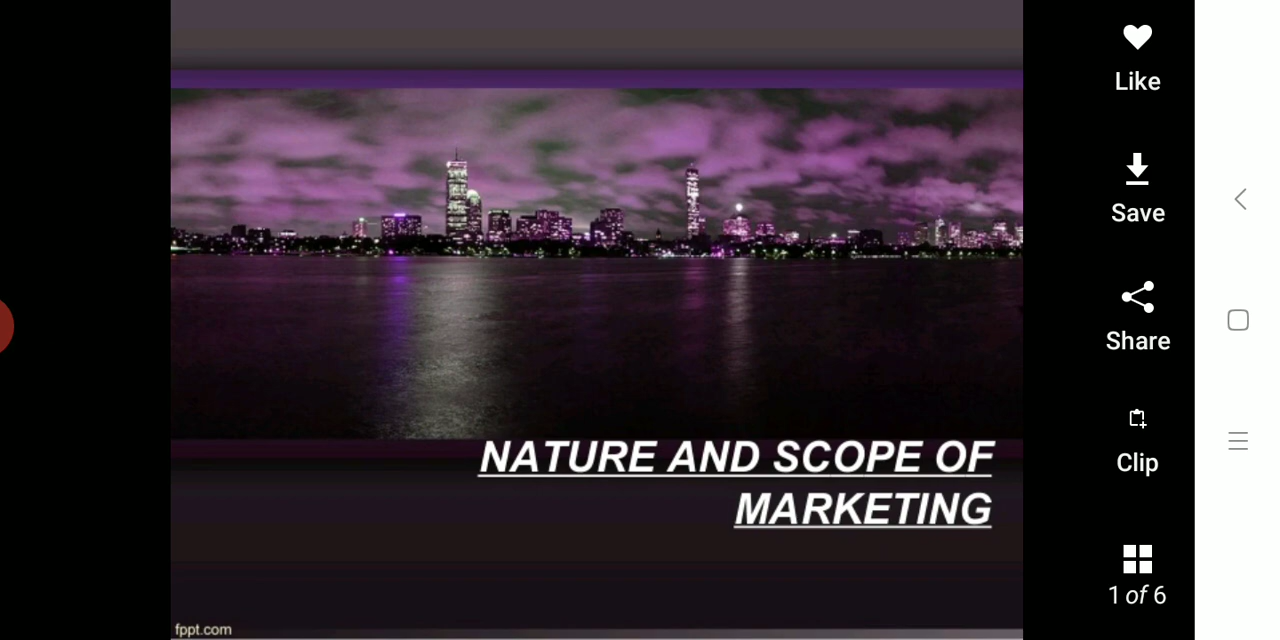 NATURE AND SCOPE OF
MARKETING
fppt.com
Like
Save
Share
Clip
1 of 6